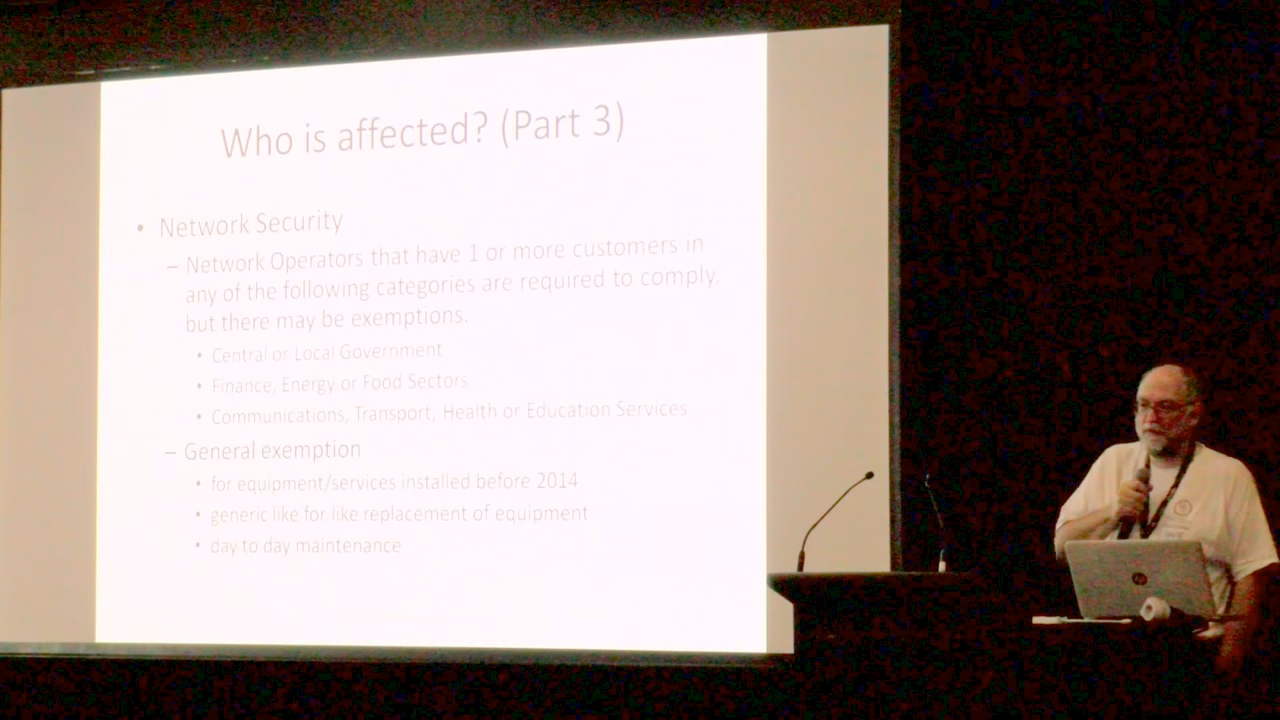 Who is affected? (Part 3)
• Network Security
– Network Operators that have 1 or more customers in
any of the following categories are required to comply,
but there may be exemptions.
• Central or Local Government
• Finance, Energy or Food Sectors
• Communications, Transport, Health or Education Services
– General exemption
• for equipment/services installed before 2014
• generic like for like replacement of equipment
• day to day maintenance
hp